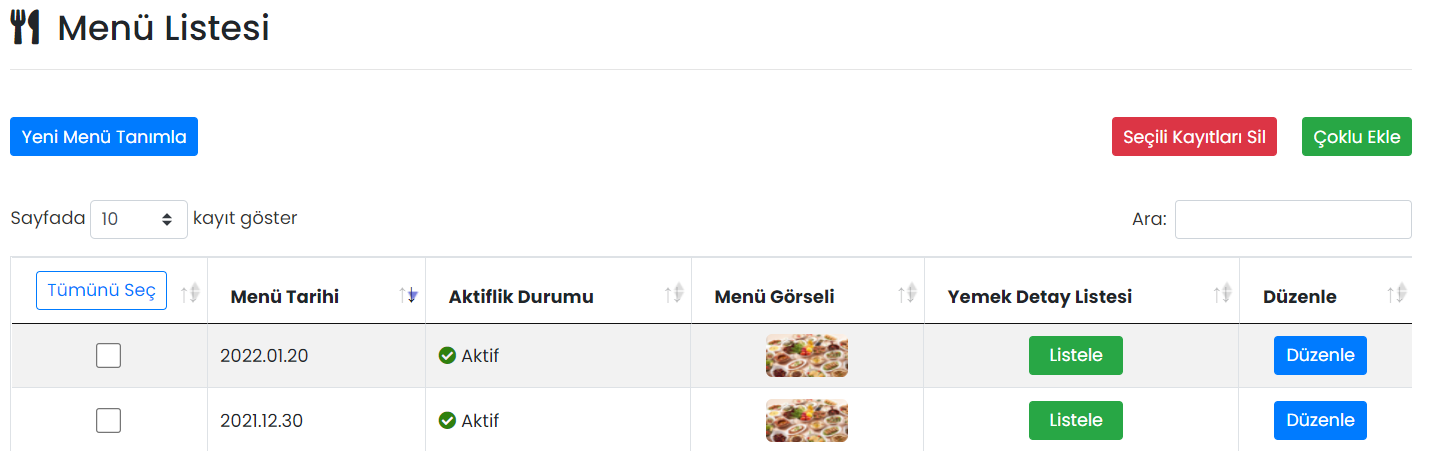 Menü Listesi
Yeni Menü Tanımla
Seçili Kayıtları Sil
Çoklu Ekle
Sayfada 10 kayıt göster
Ara:
Tümünü Seç Menü Tarihi Aktiflik Durumu Menü Görseli Yemek Detay Listesi Düzenle
2022.01.20 Aktif Listele Düzenle
2021.12.30 Aktif Listele Düzenle